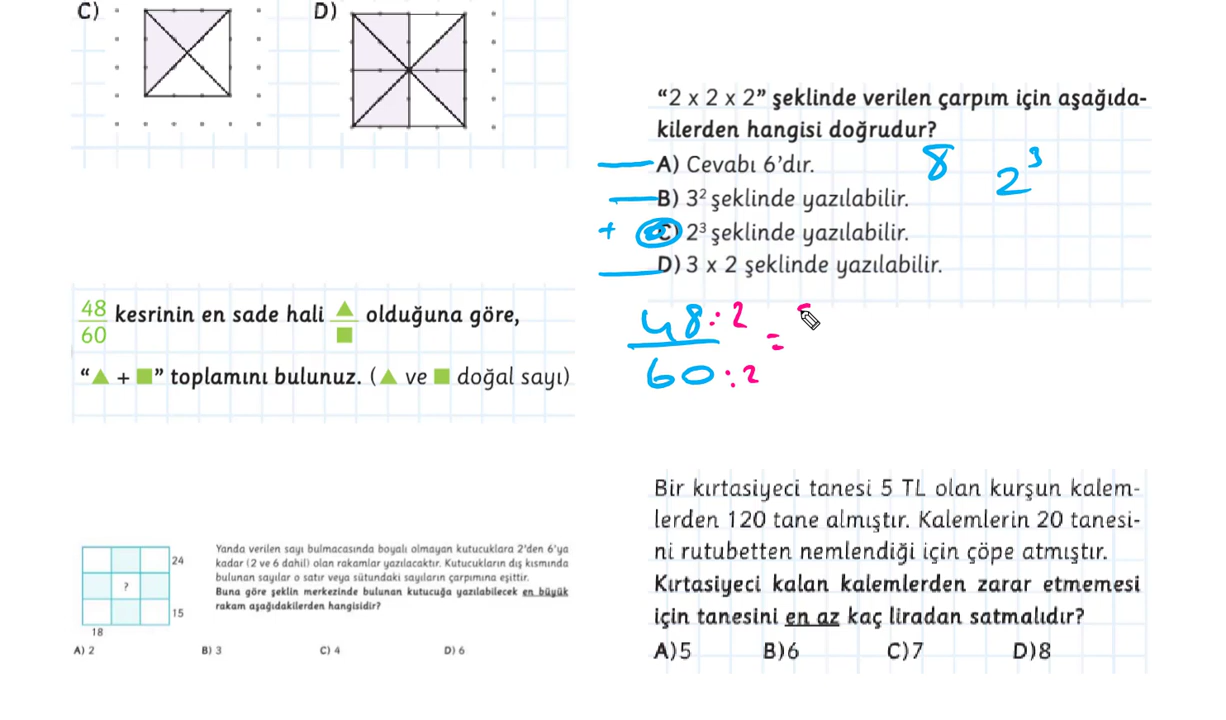 C)
D)
"2 x 2 x 2" şeklinde verilen çarpım için aşağıda-
kilerden hangisi doğrudur?
A) Cevabı 6'dır.
B) 3² şeklinde yazılabilir.
C) 2³ şeklinde yazılabilir.
D) 3 x 2 şeklinde yazılabilir.
8 2³
+
48/60 kesrinin en sade hali ▲/■ olduğuna göre,
"▲ + ■" toplamını bulunuz. (▲ ve ■ doğal sayı)
48 : 2
60 : 2
=
24
?
15
18
Yanda verilen sayı bulmacasında boyalı olmayan kutucuklara 2'den 6'ya
kadar (2 ve 6 dahil) olan rakamlar yazılacaktır. Kutucukların dış kısmında
bulunan sayılar o satır veya sütundaki sayıların çarpımına eşittir.
Buna göre şeklin merkezinde bulunan kutucuğa yazılabilecek en büyük
rakam aşağıdakilerden hangisidir?
A) 2 B) 3 C) 4 D) 6
Bir kırtasiyeci tanesi 5 TL olan kurşun kalem-
lerden 120 tane almıştır. Kalemlerin 20 tanesi-
ni rutubetten nemlendiği için çöpe atmıştır.
Kırtasiyeci kalan kalemlerden zarar etmemesi
için tanesini en az kaç liradan satmalıdır?
A)5 B)6 C)7 D)8